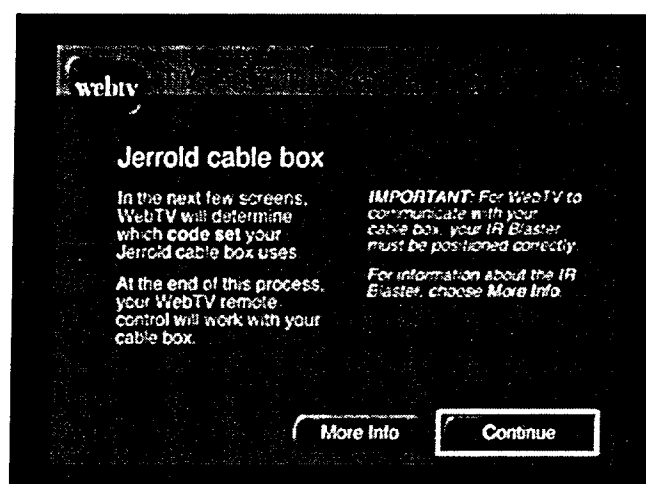 webtv
Jerrold cable box
In the next few screens,
WebTV will determine
which code set your
Jerrold cable box uses.
At the end of this process,
your WebTV remote
control will work with your
cable box.
IMPORTANT: For WebTV to
communicate with your
cable box, your IR Blaster
must be positioned correctly.
For information about the IR
Blaster, choose More Info.
More Info
Continue